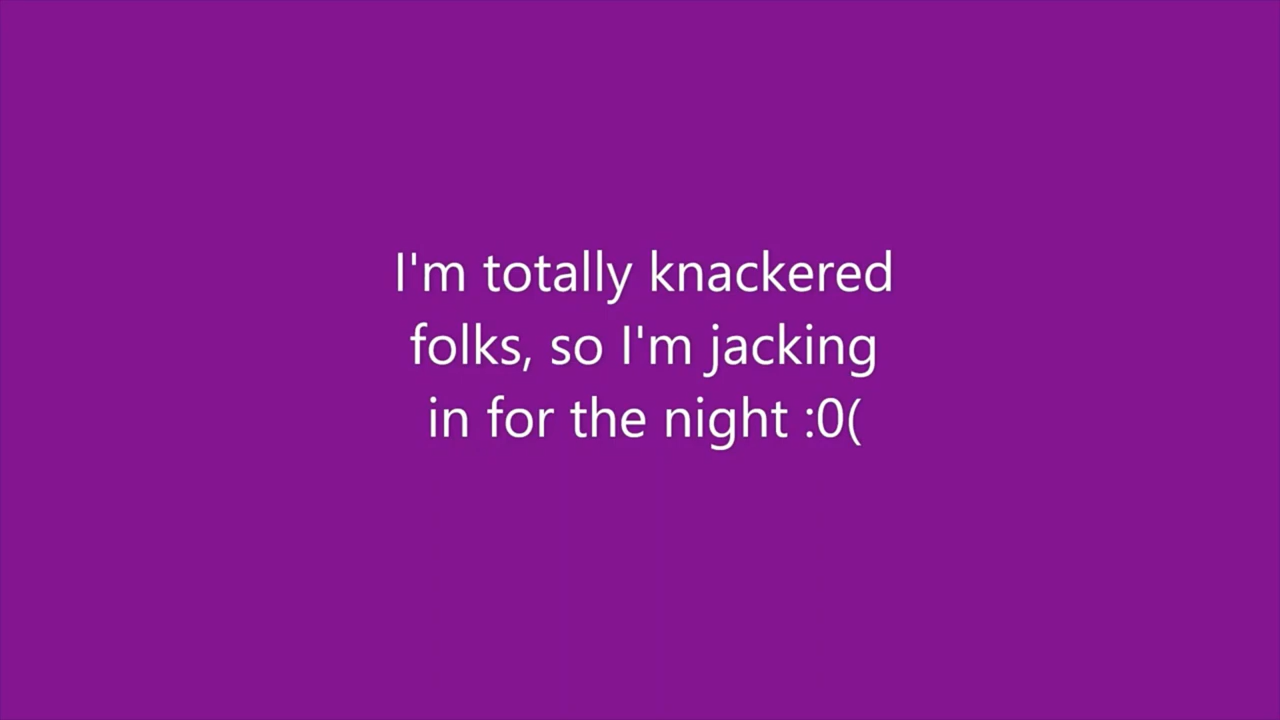 I'm totally knackered
folks, so I'm jacking
in for the night :0(